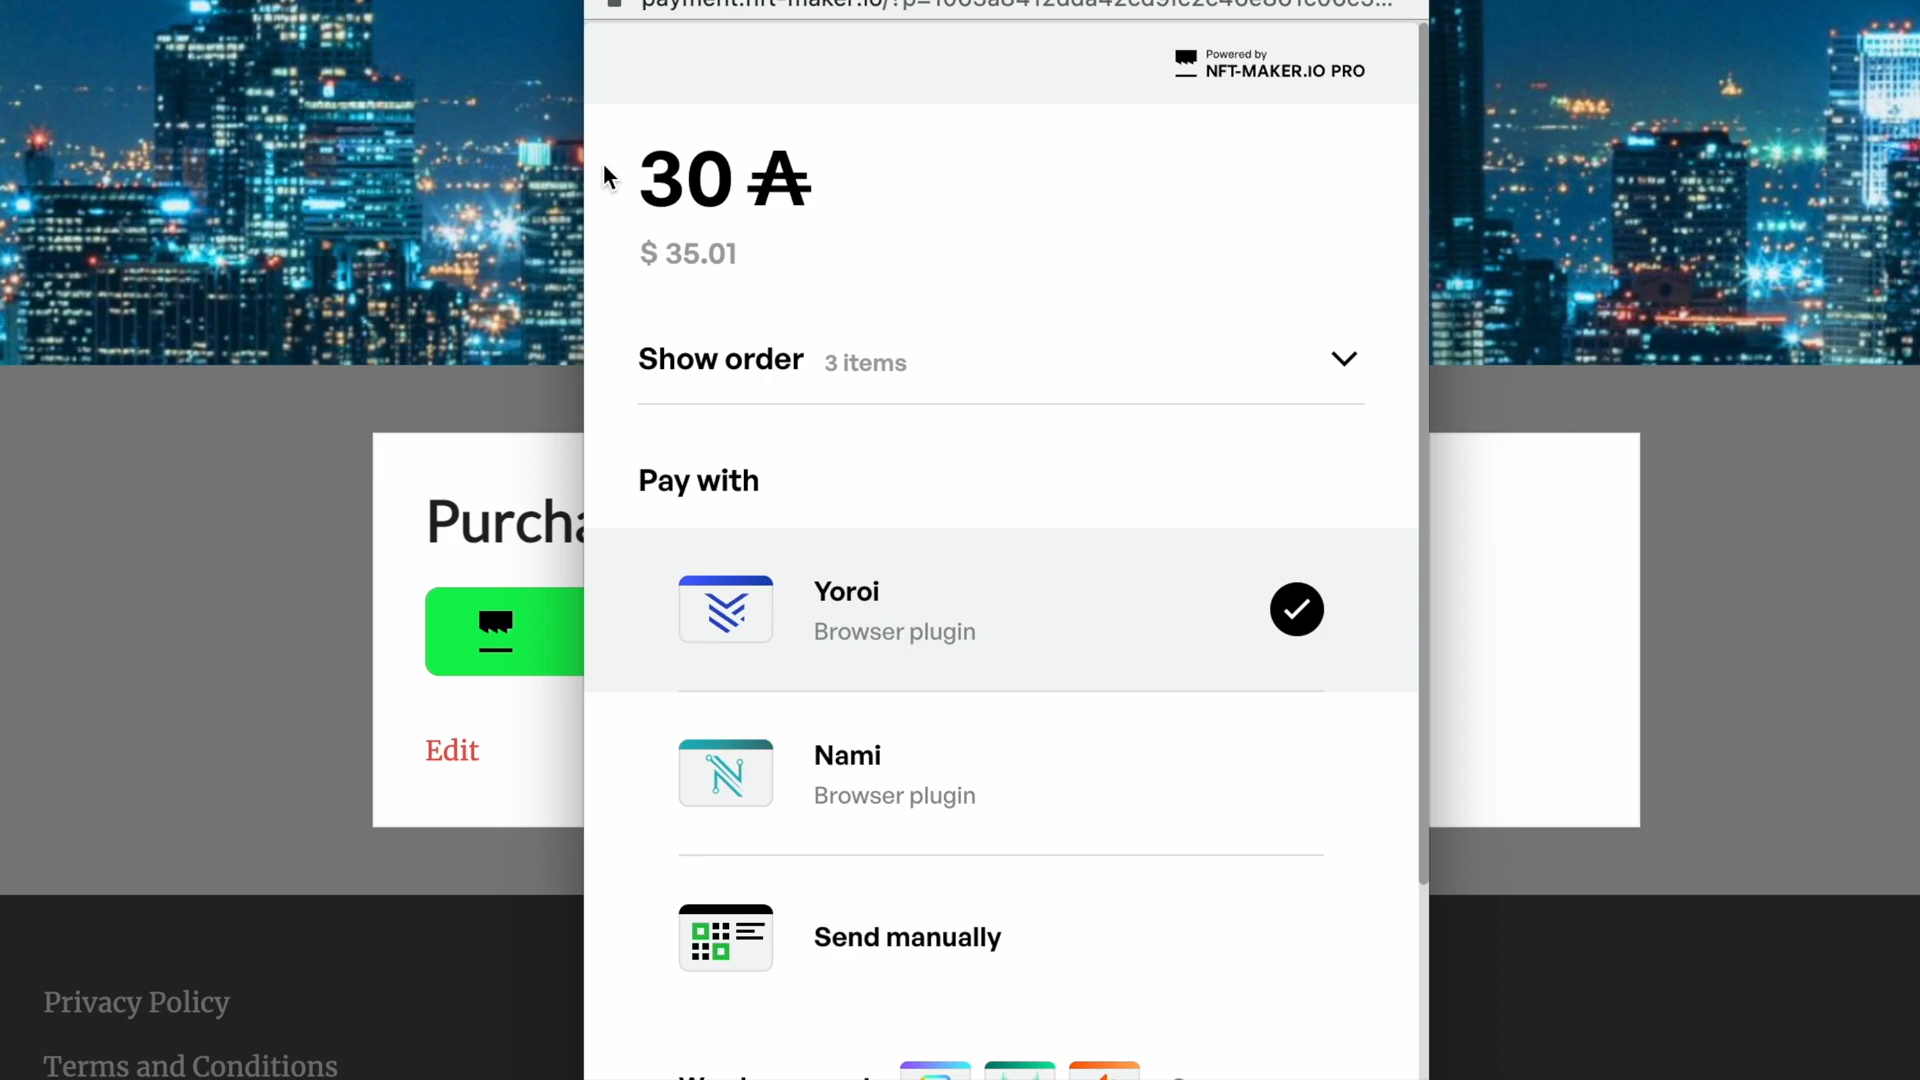 Powered by
NFT-MAKER.IO PRO
30 ₳
$ 35.01
Show order 3 items
Pay with
Yoroi
Browser plugin
Nami
Browser plugin
Send manually
Edit
Privacy Policy
Terms and Conditions